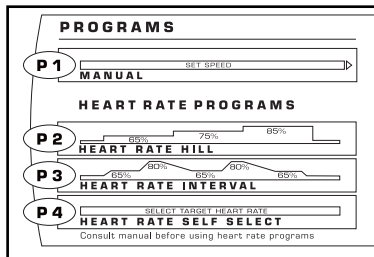 PROGRAMS
P1
SET SPEED
MANUAL
HEART RATE PROGRAMS
P2
65% 75% 85%
HEART RATE HILL
P3
65% 80% 65% 80% 65%
HEART RATE INTERVAL
P4
SELECT TARGET HEART RATE
HEART RATE SELF SELECT
Consult manual before using heart rate programs